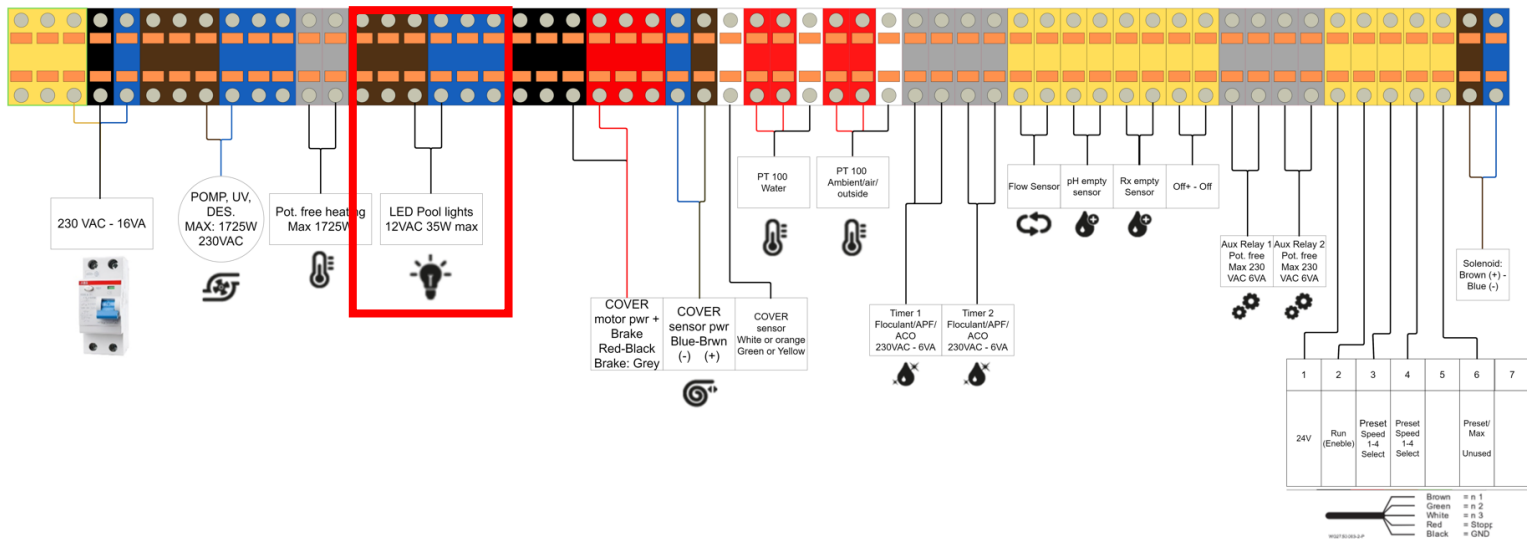 230 VAC - 16VA
POMP, UV,
DES.
MAX: 1725W
230VAC
Pot. free heating
Max 1725W
LED Pool lights
12VAC 35W max
COVER
motor pwr +
Brake
Red-Black
Brake: Grey
COVER
sensor pwr
Blue-Brwn
(-) (+)
COVER
sensor
White or orange
Green or Yellow
PT 100
Water
PT 100
Ambient/air/
outside
Timer 1
Floculant/APF/
ACO
230VAC - 6VA
Timer 2
Floculant/APF/
ACO
230VAC - 6VA
Flow Sensor
pH empty
sensor
Rx empty
Sensor
Off+ - Off
Aux Relay 1
Pot. free
Max 230
VAC 6VA
Aux Relay 2
Pot. free
Max 230
VAC 6VA
Solenoid:
Brown (+) -
Blue (-)
1 2 3 4 5 6 7
24V
Run
(Eneble)
Preset
Speed
1-4
Select
Preset
Speed
1-4
Select
Preset/
Max
Unused
Brown = n 1
Green = n 2
White = n 3
Red = Stop
Black = GND